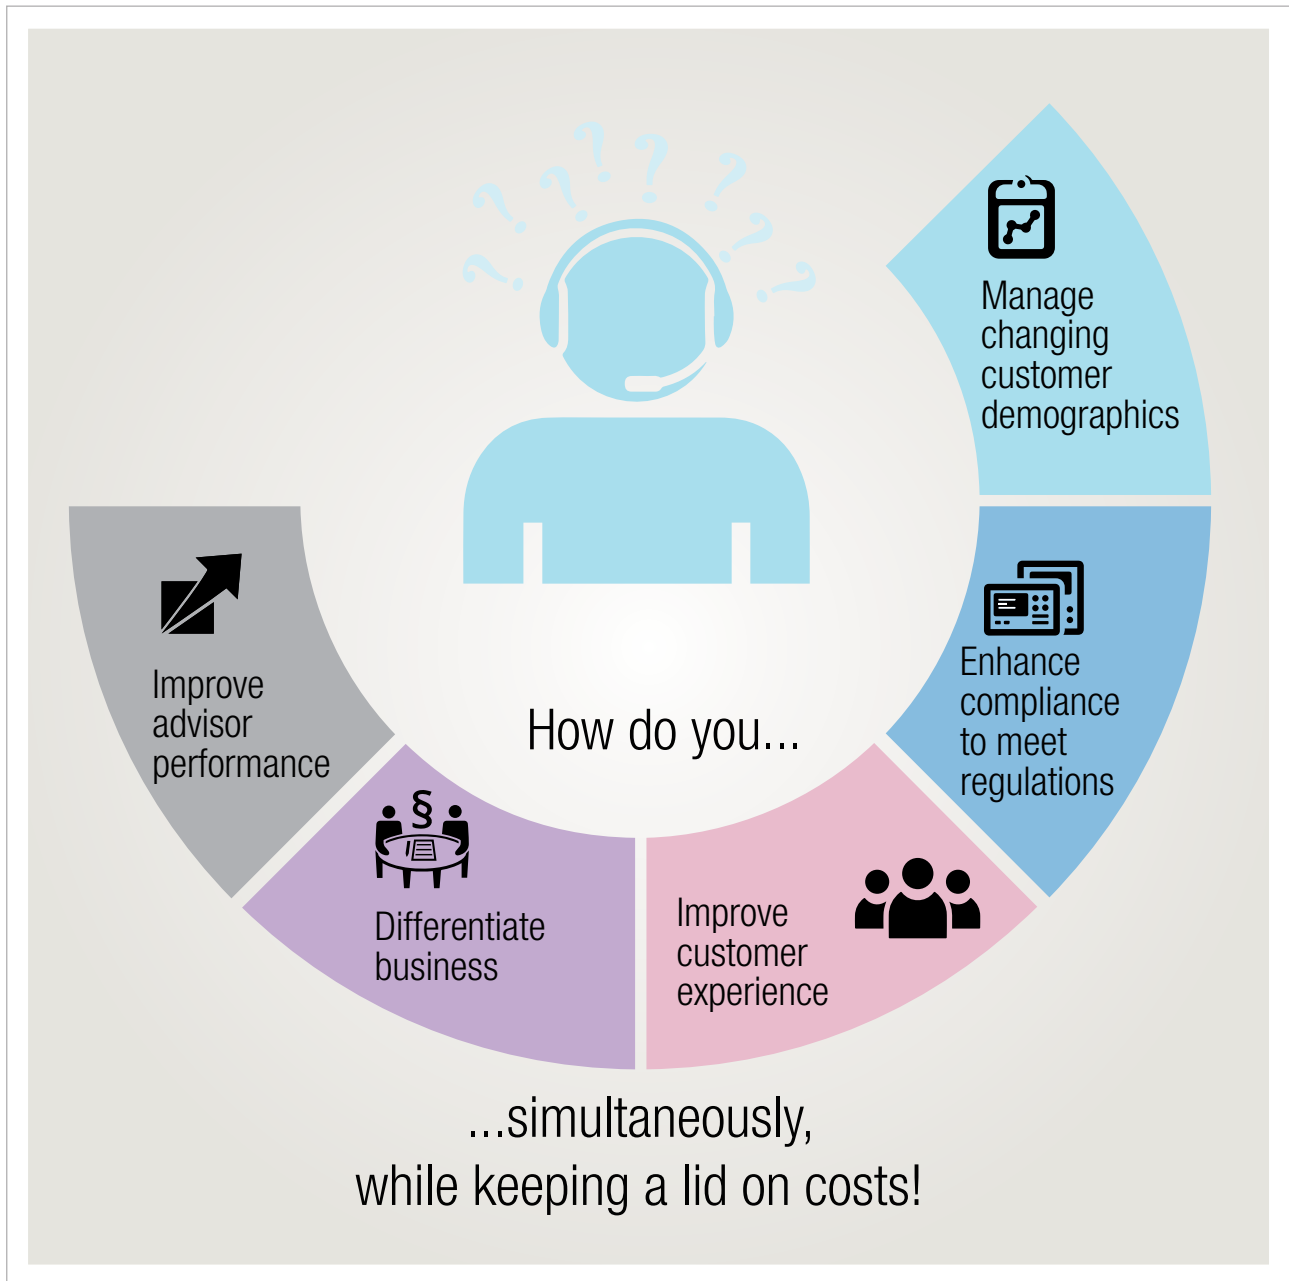 How do you...
Manage
changing
customer
demographics
Enhance
compliance
to meet
regulations
Improve
customer
experience
§
Differentiate
business
Improve
advisor
performance
...simultaneously,
while keeping a lid on costs!